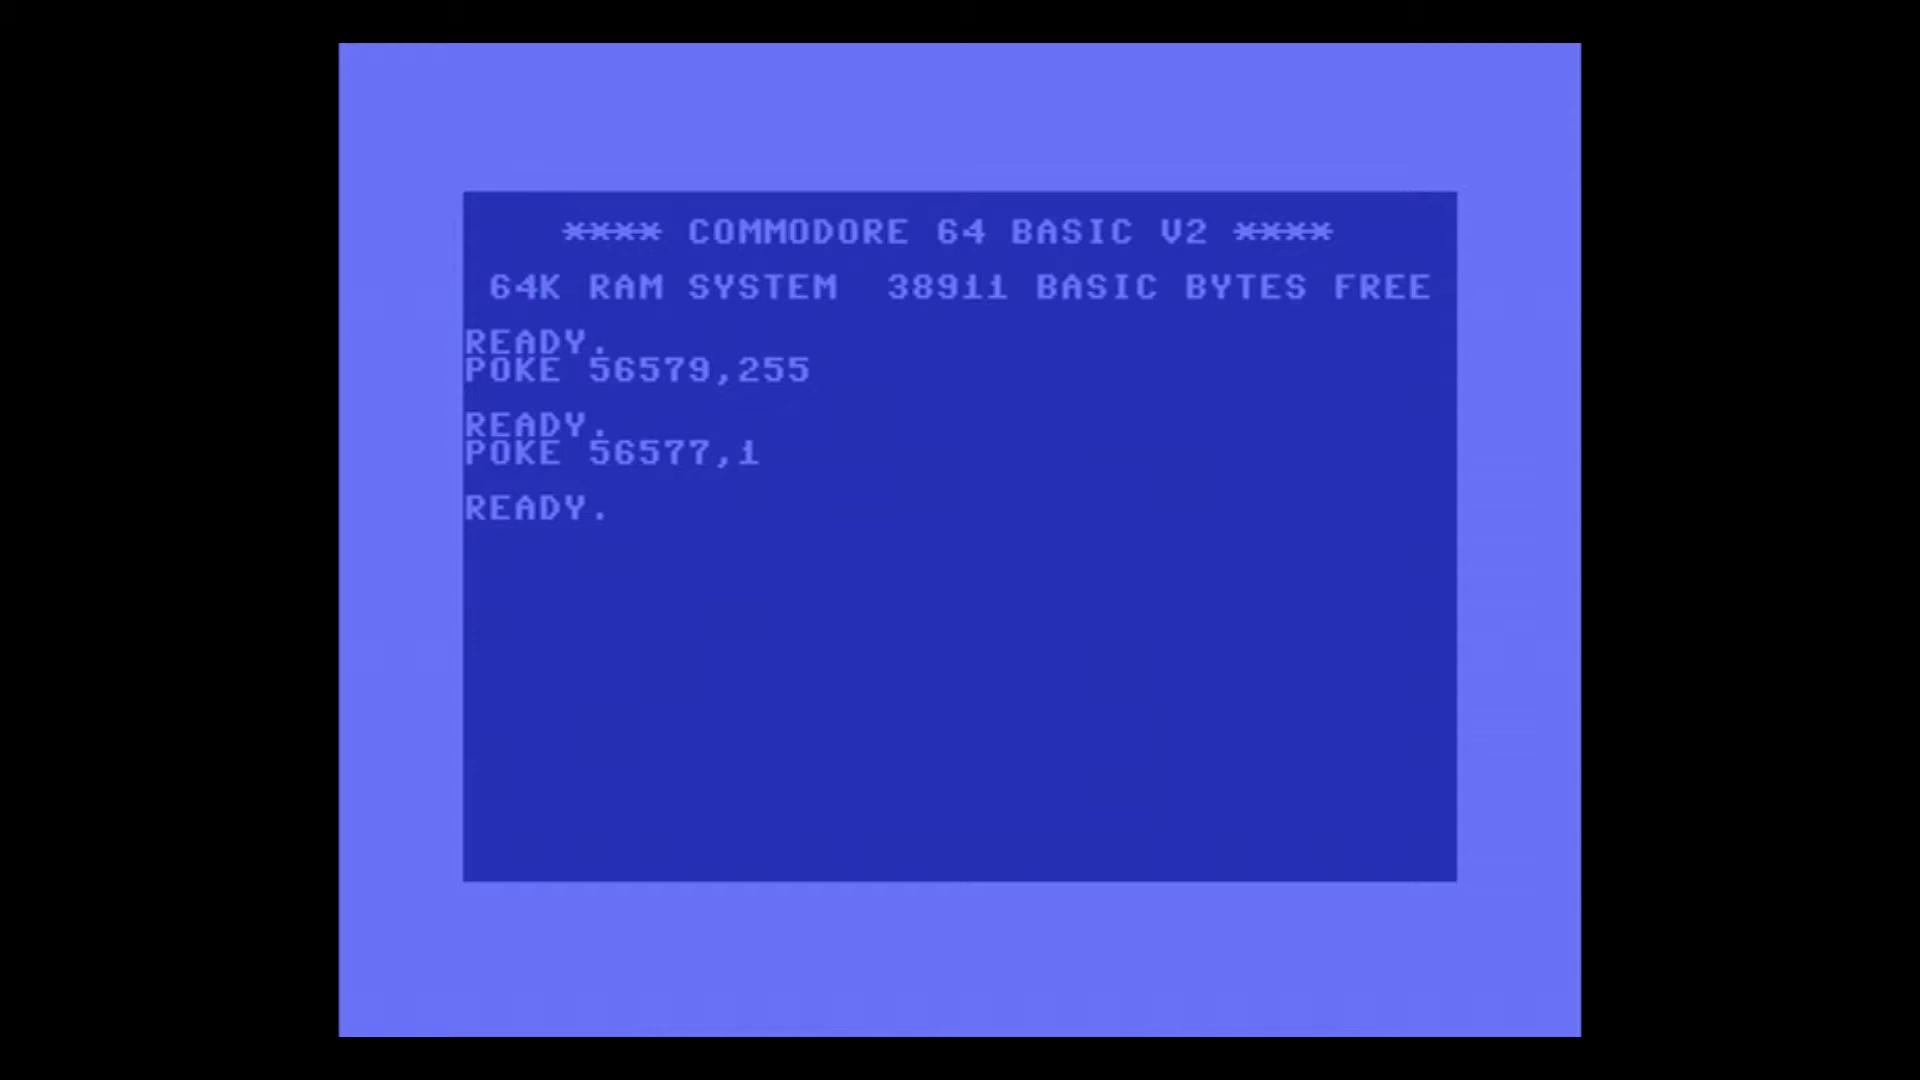 **** COMMODORE 64 BASIC V2 ****
64K RAM SYSTEM  38911 BASIC BYTES FREE
READY.
POKE 56579,255
READY.
POKE 56577,1
READY.